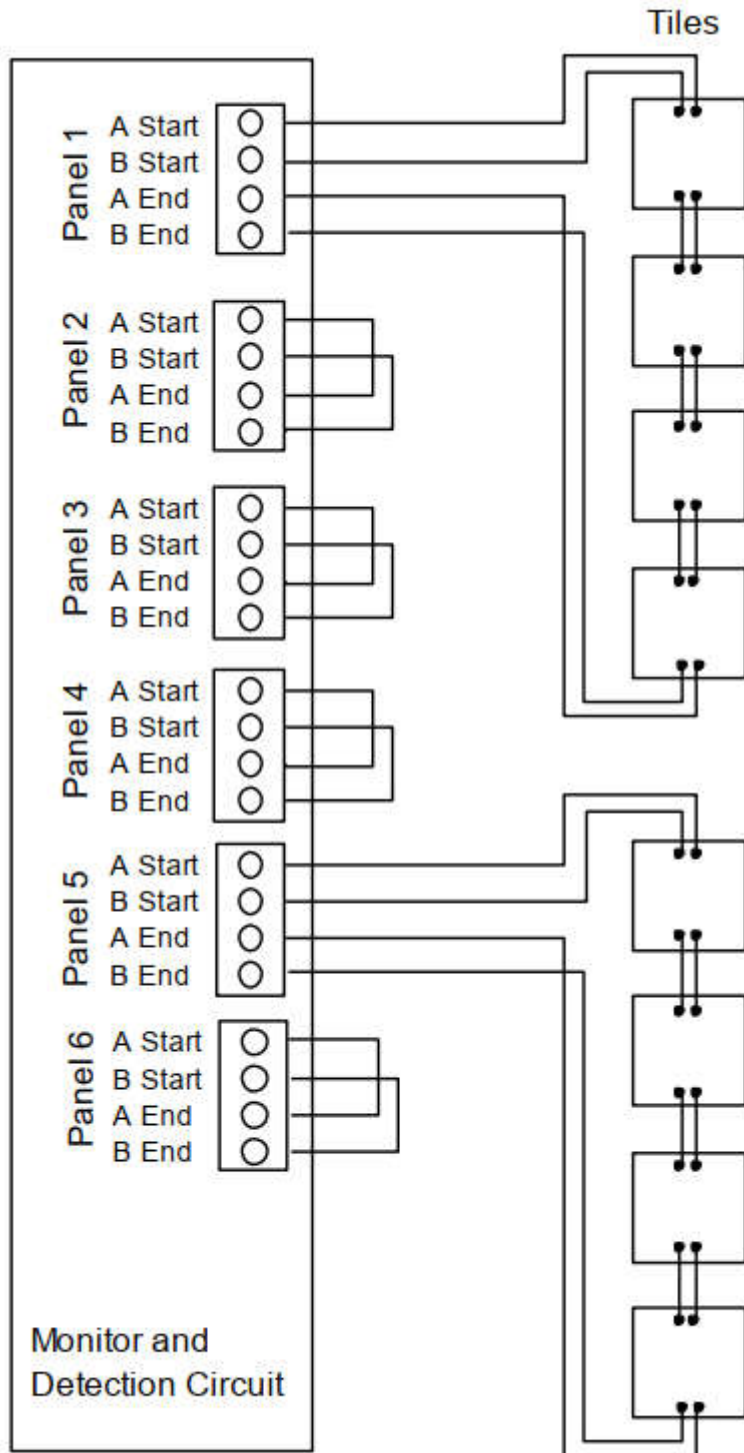 Tiles
Panel 1
A Start
B Start
A End
B End
Panel 2
A Start
B Start
A End
B End
Panel 3
A Start
B Start
A End
B End
Panel 4
A Start
B Start
A End
B End
Panel 5
A Start
B Start
A End
B End
Panel 6
A Start
B Start
A End
B End
Monitor and
Detection Circuit